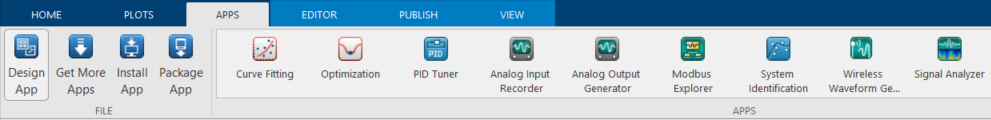 HOME PLOTS APPS EDITOR PUBLISH VIEW
Design App Get More Apps Install App Package App
PID
Curve Fitting Optimization PID Tuner Analog Input Recorder Analog Output Generator Modbus Explorer System Identification Wireless Waveform Ge... Signal Analyzer
FILE APPS